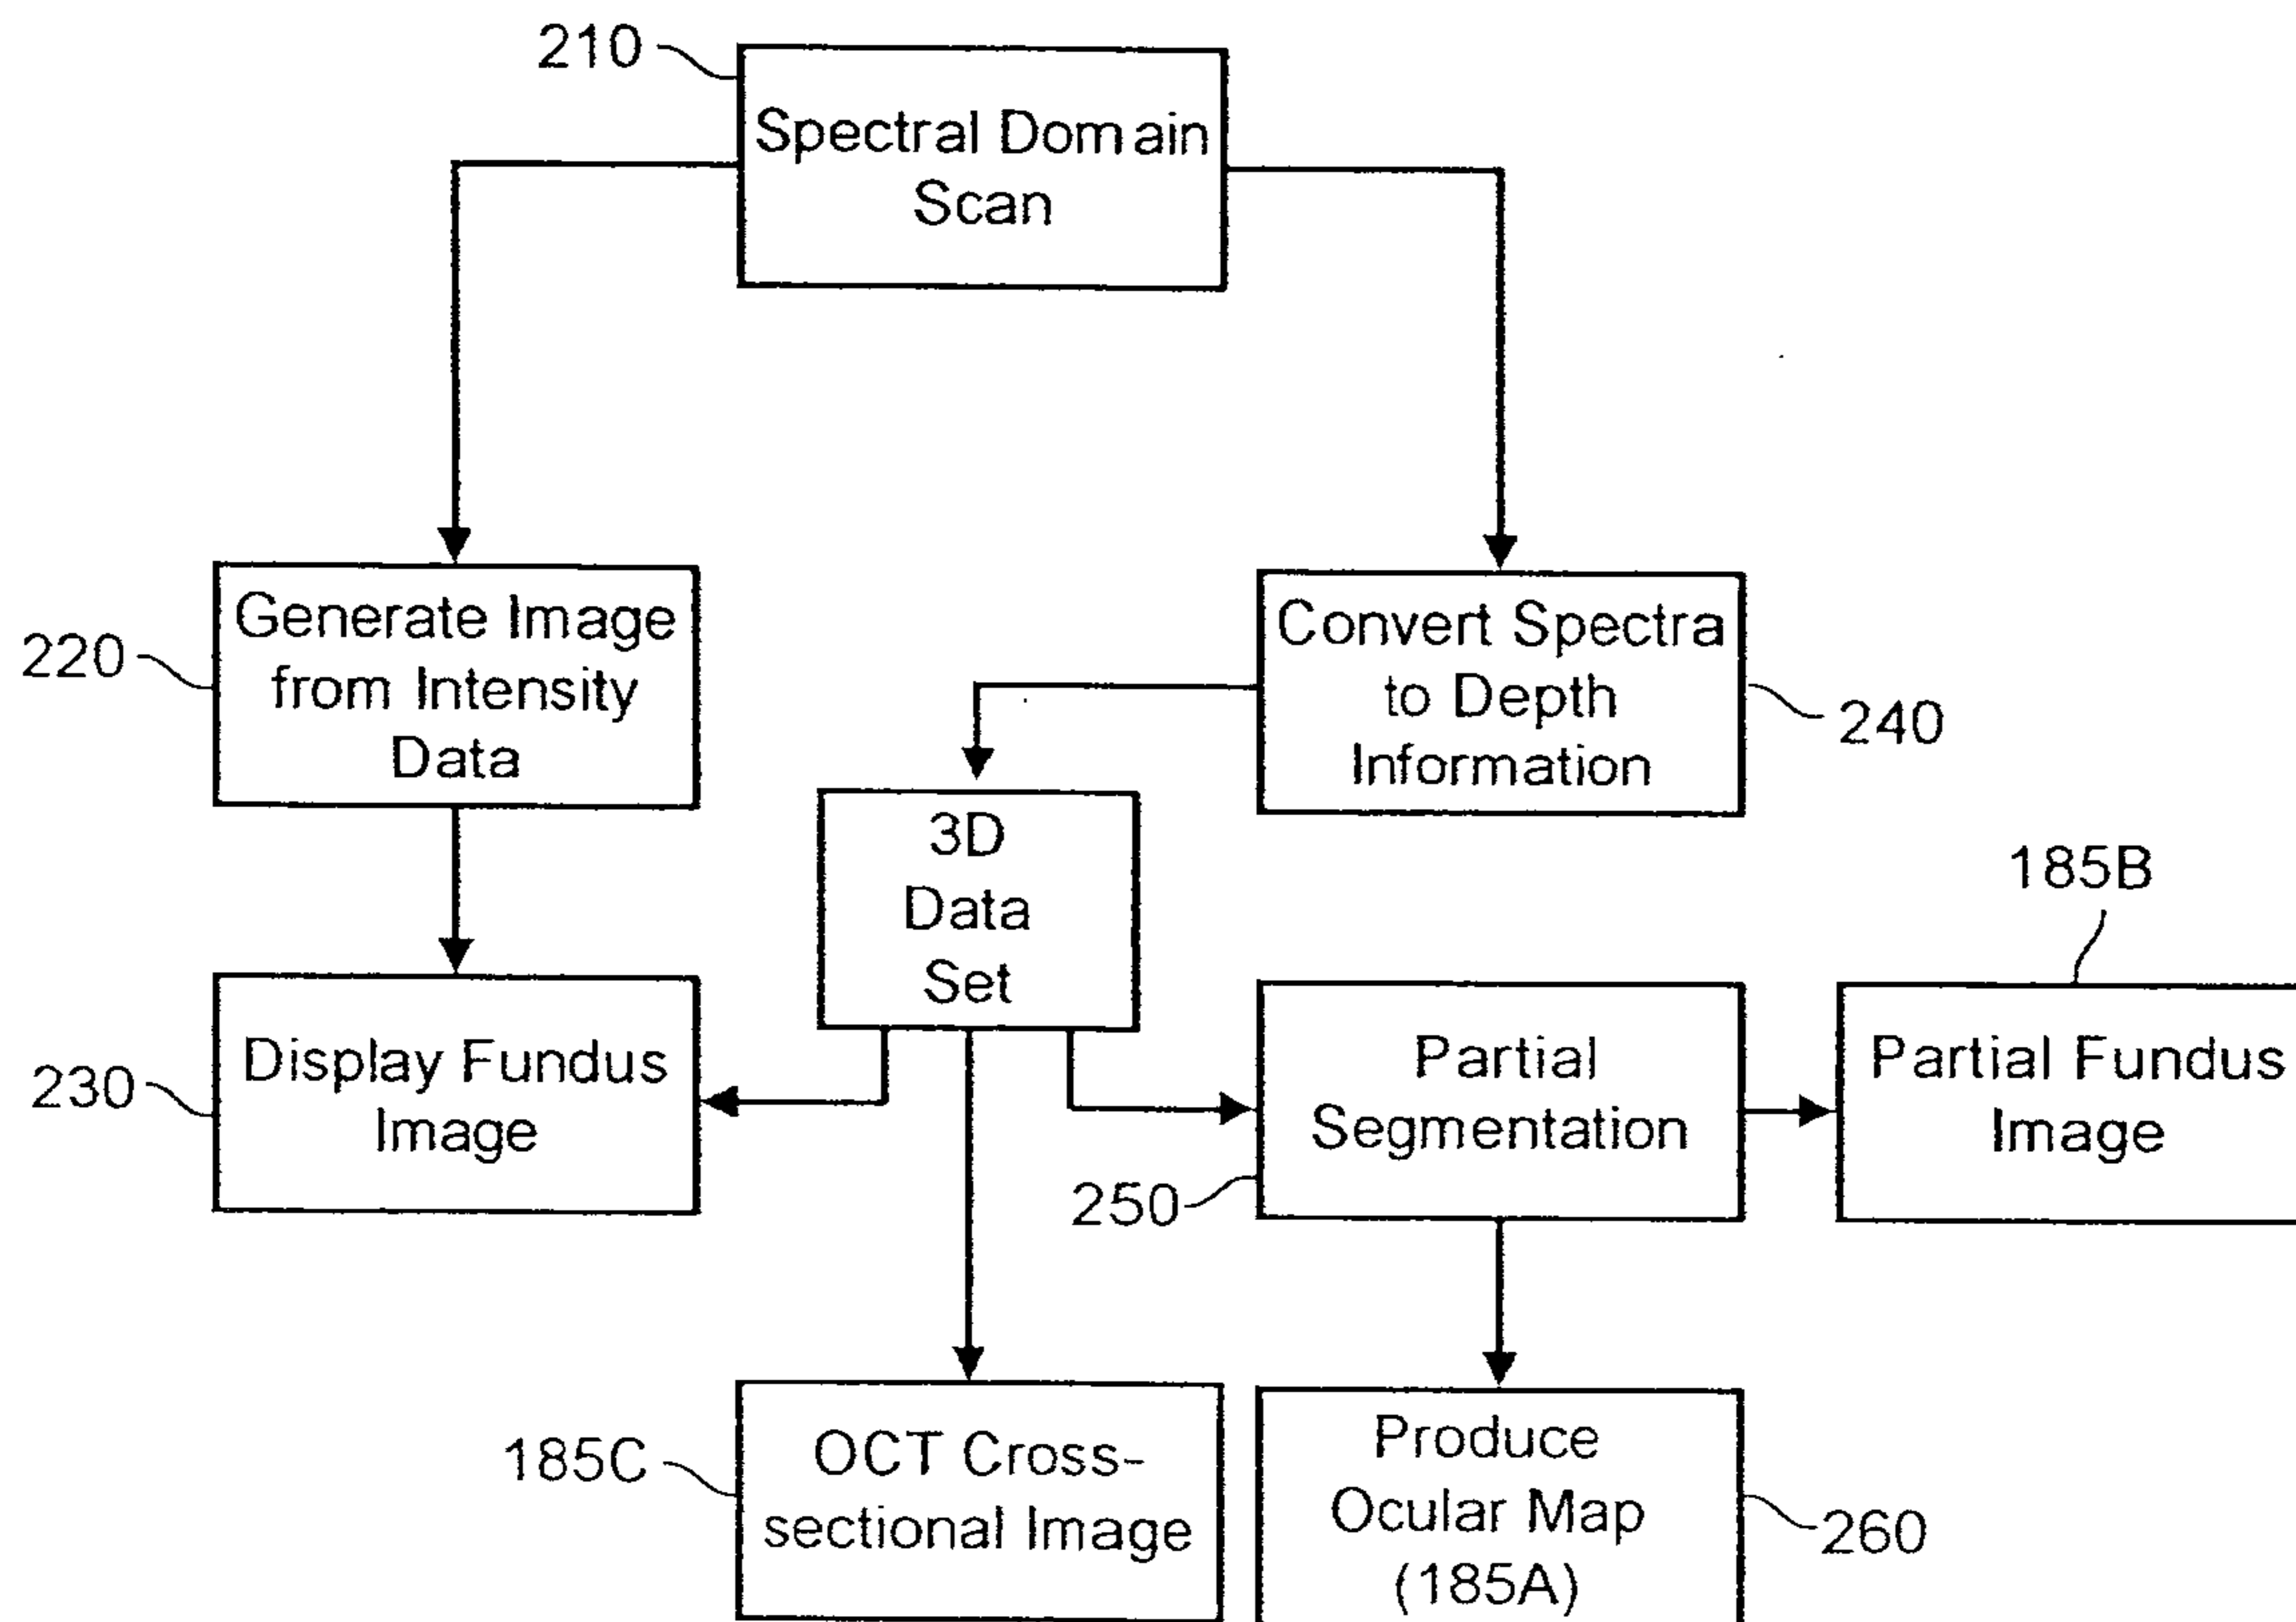 210
Spectral Domain
Scan
220
Generate Image
from Intensity
Data
Convert Spectra
to Depth
Information
240
3D
Data
Set
185B
230
Display Fundus
Image
250
Partial
Segmentation
Partial Fundus
Image
185C
OCT Cross-
sectional Image
Produce
Ocular Map
(185A)
260